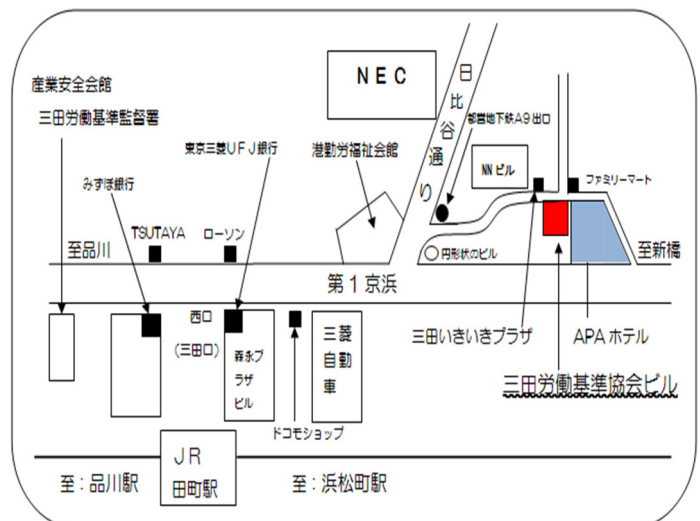 NEC
産業安全会館
三田労働基準監督署
東京三菱UFJ銀行
港勤労福祉会館
日比谷通り
都営地下鉄A9出口
NNビル
ファミリーマート
みずほ銀行
TSUTAYA
ローソン
至品川
円形状のビル
至新橋
第1京浜
西口
(三田口)
森永プ
ラザ
ビル
三菱
自動
車
三田いきいきプラザ
APAホテル
三田労働基準協会ビル
ドコモショップ
JR
田町駅
至:品川駅
至:浜松町駅